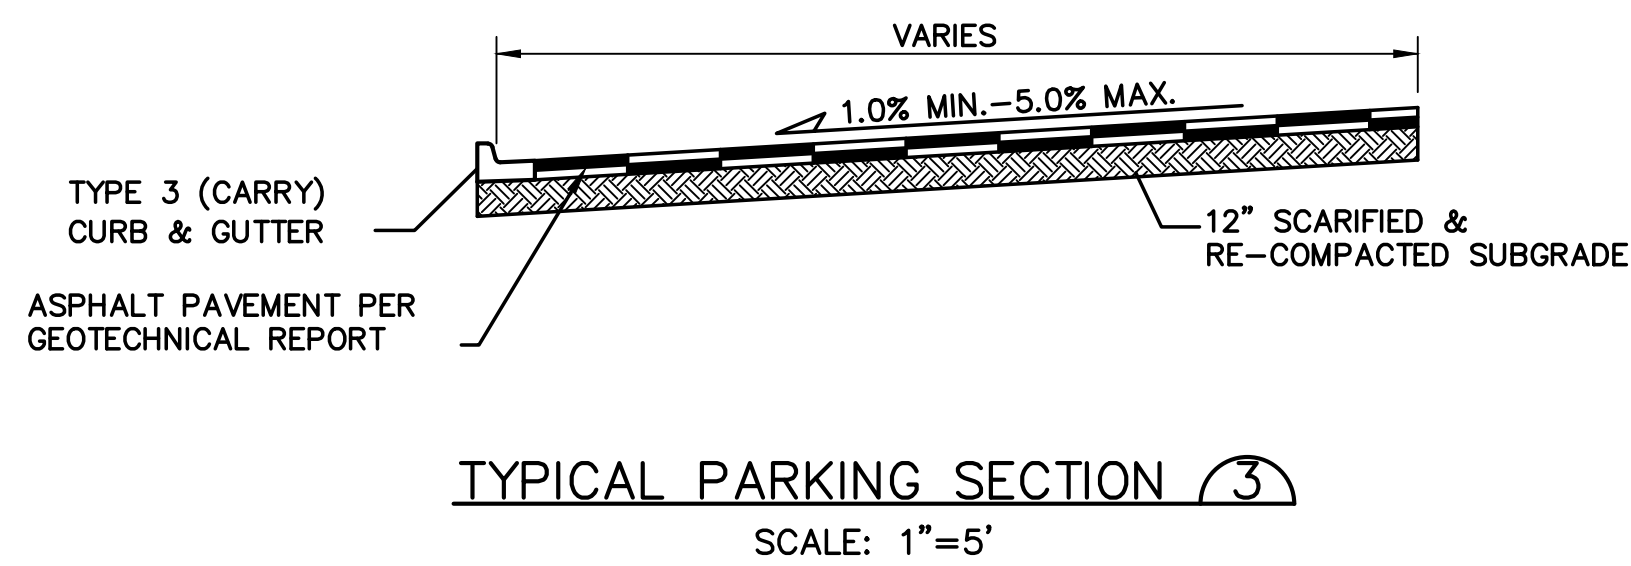 VARIES
1.0% MIN.-5.0% MAX.
TYPE 3 (CARRY)
CURB & GUTTER
12" SCARIFIED &
RE-COMPACTED SUBGRADE
ASPHALT PAVEMENT PER
GEOTECHNICAL REPORT
TYPICAL PARKING SECTION 3
SCALE: 1"=5'